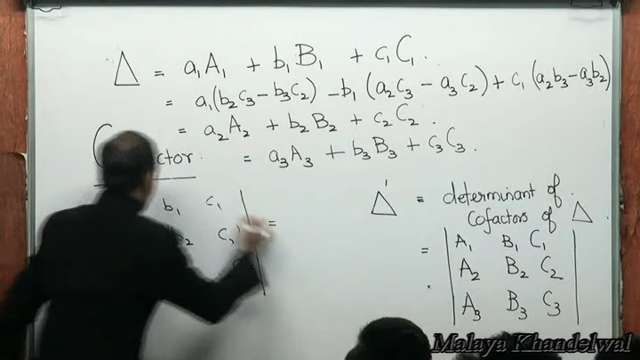 Δ = a₁A₁ + b₁B₁ + c₁C₁.
= a₁(b₂c₃ − b₃c₂) − b₁(a₂c₃ − a₃c₂) + c₁(a₂b₃ − a₃b₂)
= a₂A₂ + b₂B₂ + c₂C₂.
= a₃A₃ + b₃B₃ + c₃C₃.
b₁ c₁ | =
Δ' = determinant of
Cofactors of Δ
= | A₁ B₁ C₁ |
A₂ B₂ C₂
A₃ B₃ C₃
Malaya Khandelwal